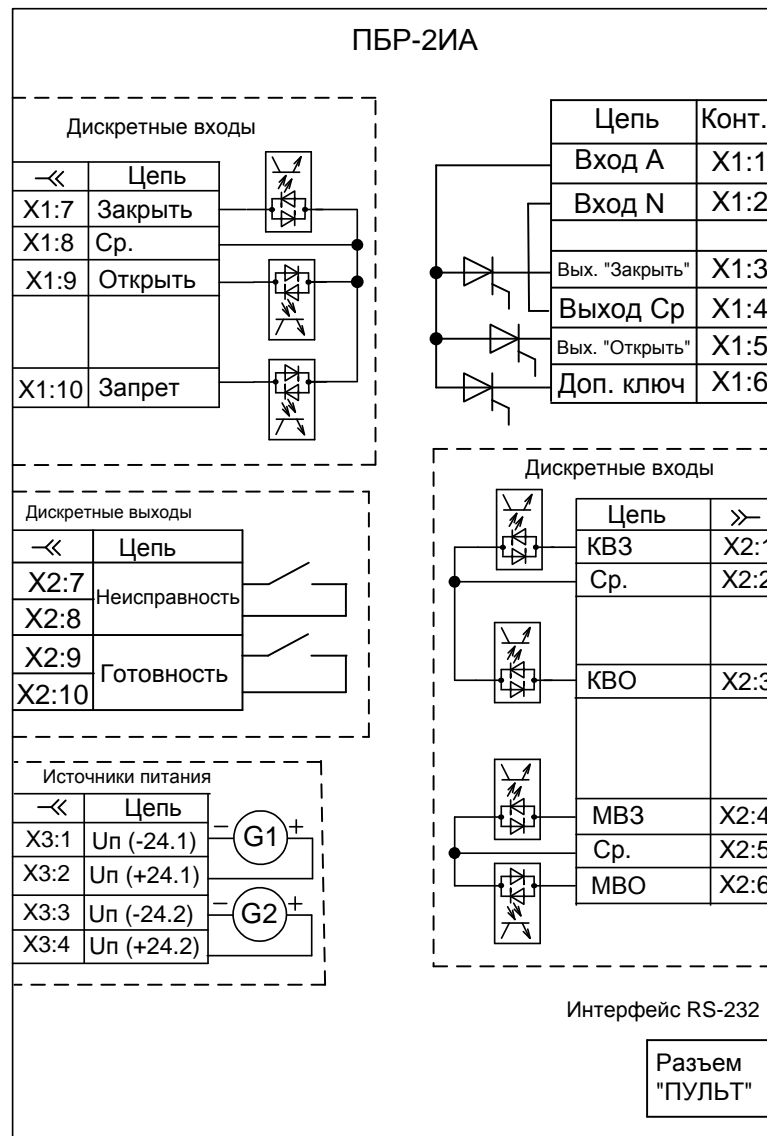 ПБР-2ИА
Дискретные входы
Цепь
X1:7 Закрыть
X1:8 Ср.
X1:9 Открыть
X1:10 Запрет
Цепь Конт.
Вход А X1:1
Вход N X1:2
Вых. "Закрыть" X1:3
Выход Ср X1:4
Вых. "Открыть" X1:5
Доп. ключ X1:6
Дискретные выходы
Цепь
X2:7
Неисправность
X2:8
X2:9
Готовность
X2:10
Дискретные входы
Цепь
КВЗ X2:1
Ср. X2:2
КВО X2:3
МВЗ X2:4
Ср. X2:5
МВО X2:6
Источники питания
Цепь
X3:1 Uп (-24.1) − G1 +
X3:2 Uп (+24.1)
X3:3 Uп (-24.2) − G2 +
X3:4 Uп (+24.2)
Интерфейс RS-232
Разъем
"ПУЛЬТ"